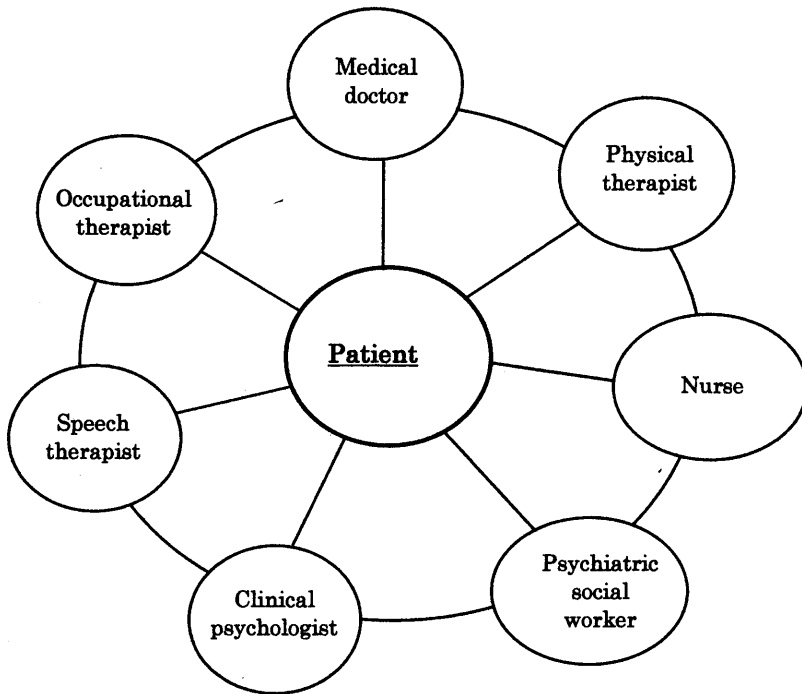 Medical
doctor
Physical
therapist
Occupational
therapist
Patient
Nurse
Speech
therapist
Psychiatric
social
worker
Clinical
psychologist